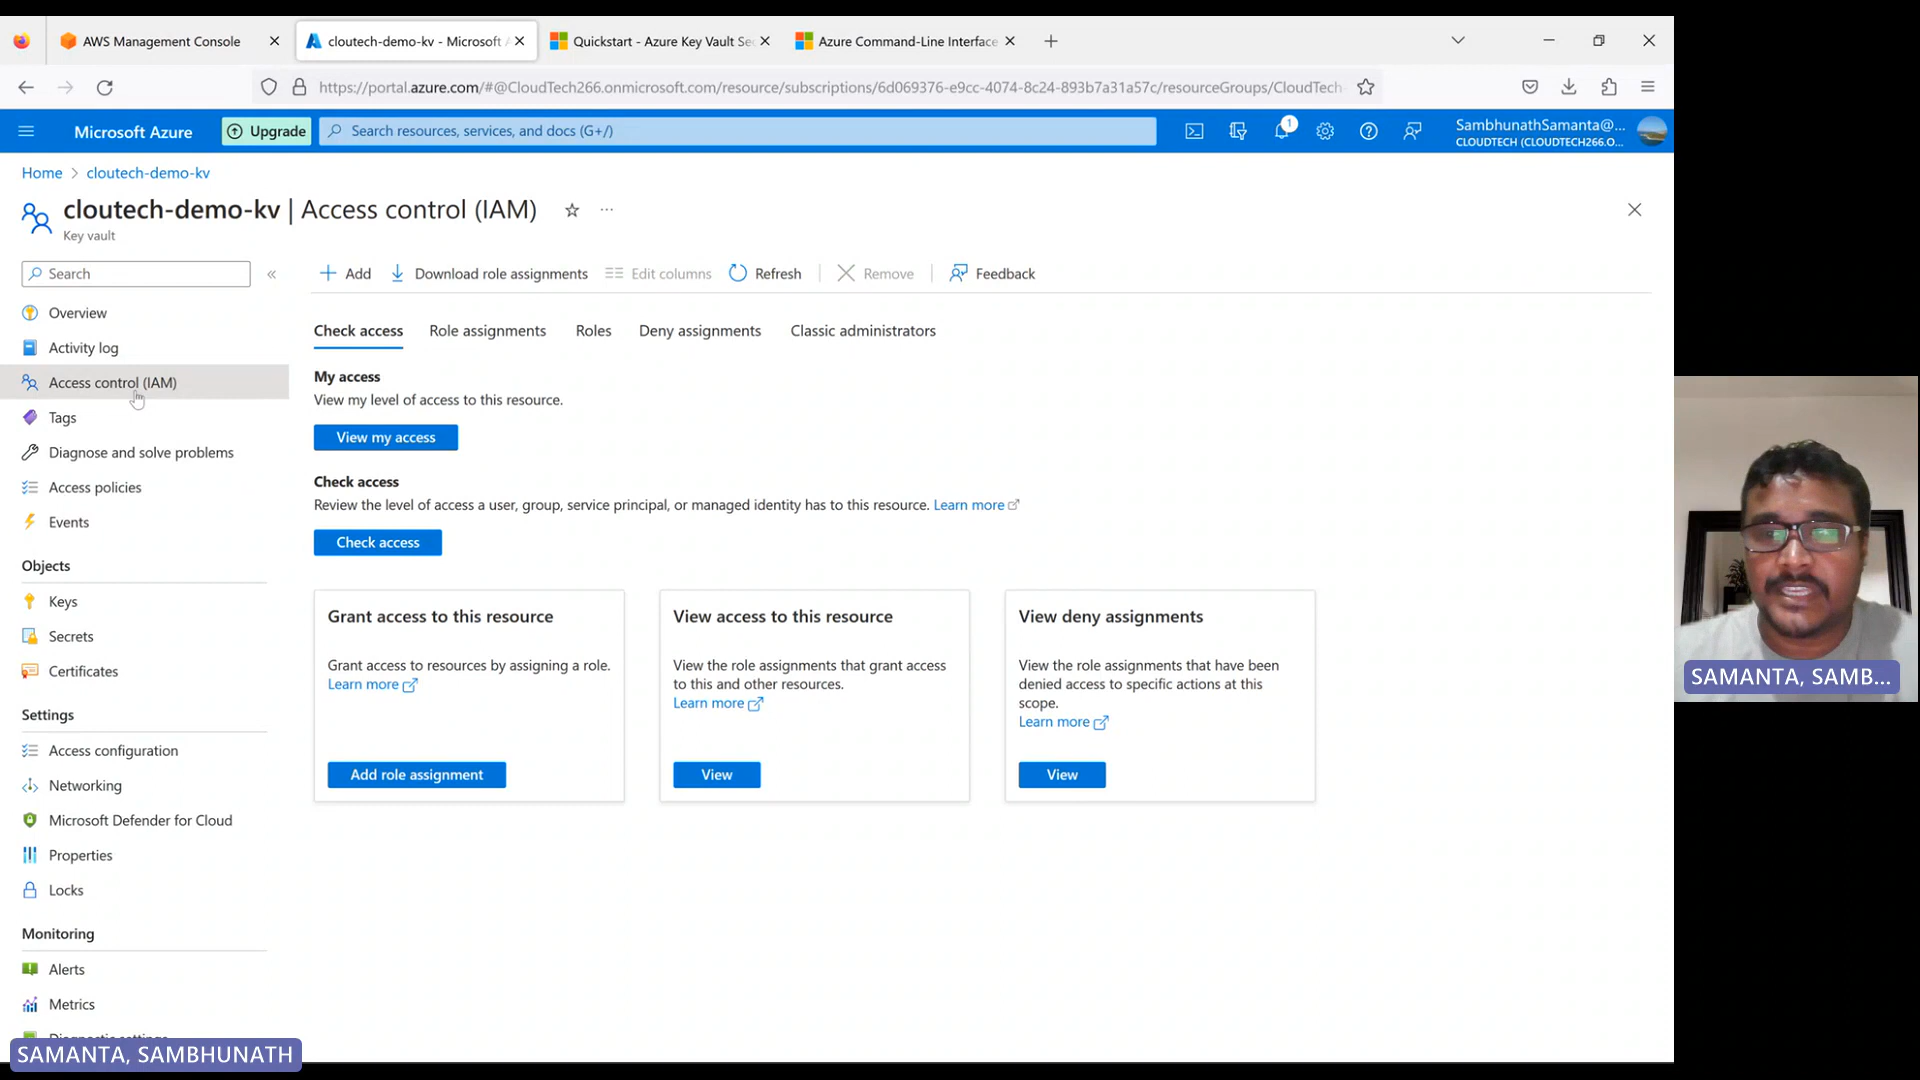 AWS Management Console
cloutech-demo-kv - Microsoft A
Quickstart - Azure Key Vault Sec
Azure Command-Line Interface
https://portal.azure.com/#@CloudTech266.onmicrosoft.com/resource/subscriptions/6d069376-e9cc-4074-8c24-893b7a31a57c/resourceGroups/CloudTech-
Microsoft Azure
Upgrade
Search resources, services, and docs (G+/)
1
SambhunathSamanta@...
CLOUDTECH (CLOUDTECH266.O...
Home > cloutech-demo-kv
cloutech-demo-kv | Access control (IAM)
Key vault
Search
Add
Download role assignments
Edit columns
Refresh
Remove
Feedback
Overview
Activity log
Access control (IAM)
Tags
Diagnose and solve problems
Access policies
Events
Objects
Keys
Secrets
Certificates
Settings
Access configuration
Networking
Microsoft Defender for Cloud
Properties
Locks
Monitoring
Alerts
Metrics
Diagnostic settings
Check access
Role assignments
Roles
Deny assignments
Classic administrators
My access
View my level of access to this resource.
View my access
Check access
Review the level of access a user, group, service principal, or managed identity has to this resource. Learn more
Check access
Grant access to this resource
Grant access to resources by assigning a role.
Learn more
Add role assignment
View access to this resource
View the role assignments that grant access
to this and other resources.
Learn more
View
View deny assignments
View the role assignments that have been
denied access to specific actions at this
scope.
Learn more
View
SAMANTA, SAMB...
SAMANTA, SAMBHUNATH